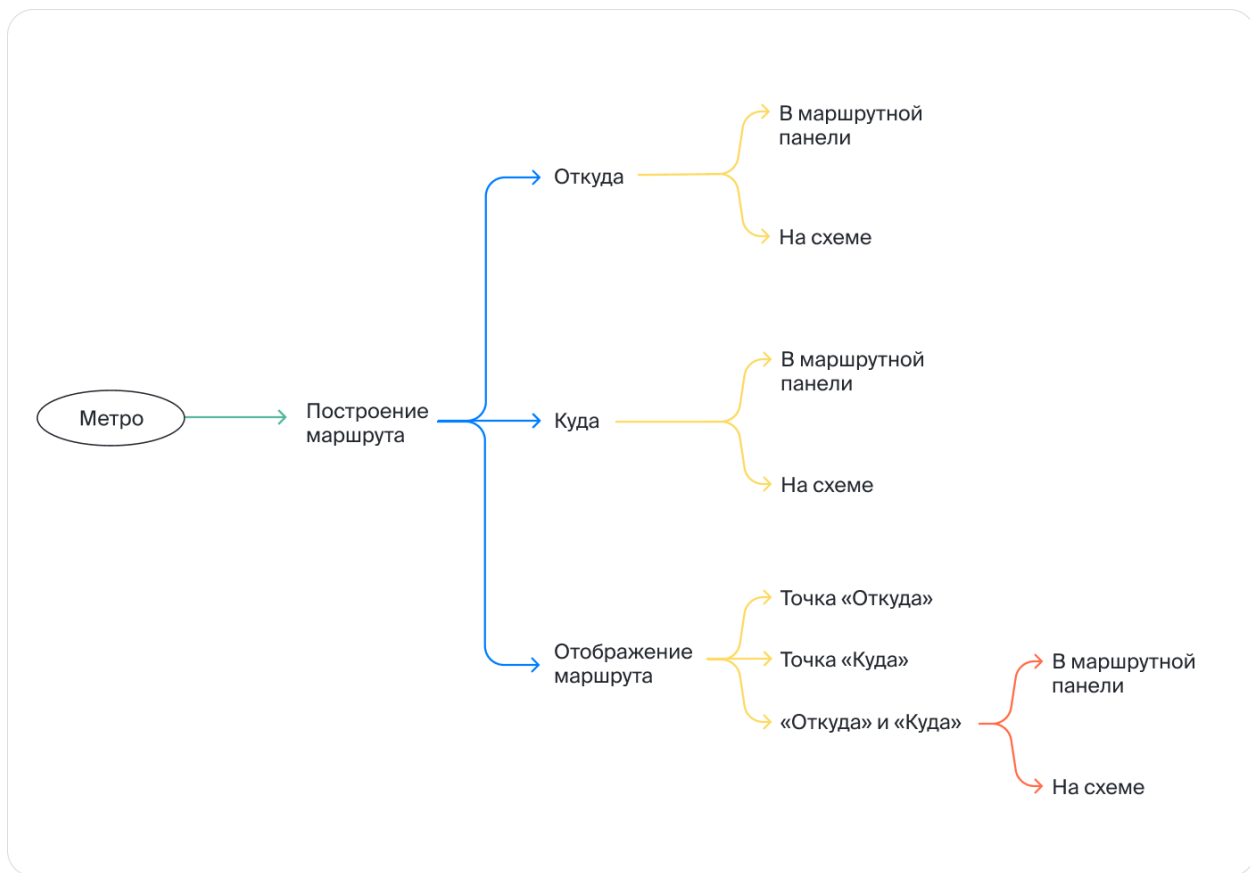 Метро
Построение
маршрута
Откуда
В маршрутной
панели
На схеме
Куда
В маршрутной
панели
На схеме
Отображение
маршрута
Точка «Откуда»
Точка «Куда»
«Откуда» и «Куда»
В маршрутной
панели
На схеме